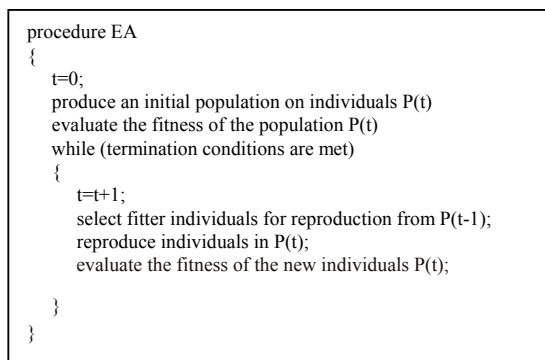 procedure EA
{
t=0;
produce an initial population on individuals P(t)
evaluate the fitness of the population P(t)
while (termination conditions are met)
{
t=t+1;
select fitter individuals for reproduction from P(t-1);
reproduce individuals in P(t);
evaluate the fitness of the new individuals P(t);
}
}